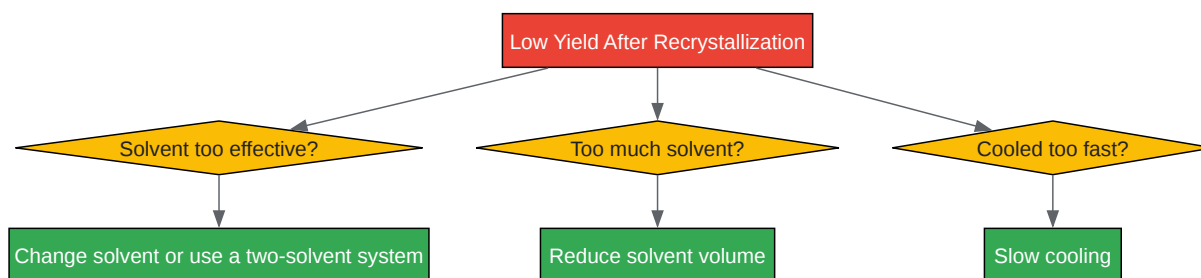 Low Yield After Recrystallization
Solvent too effective?
Too much solvent?
Cooled too fast?
Change solvent or use a two-solvent system
Reduce solvent volume
Slow cooling